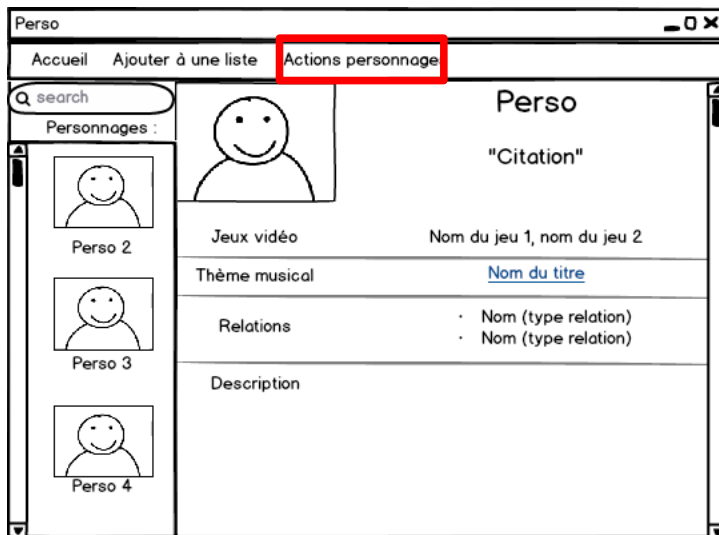 Perso
Accueil Ajouter à une liste Actions personnage
search
Personnages :
Perso 2
Perso 3
Perso 4
Perso
"Citation"
Jeux vidéo Nom du jeu 1, nom du jeu 2
Thème musical Nom du titre
Relations · Nom (type relation)
· Nom (type relation)
Description